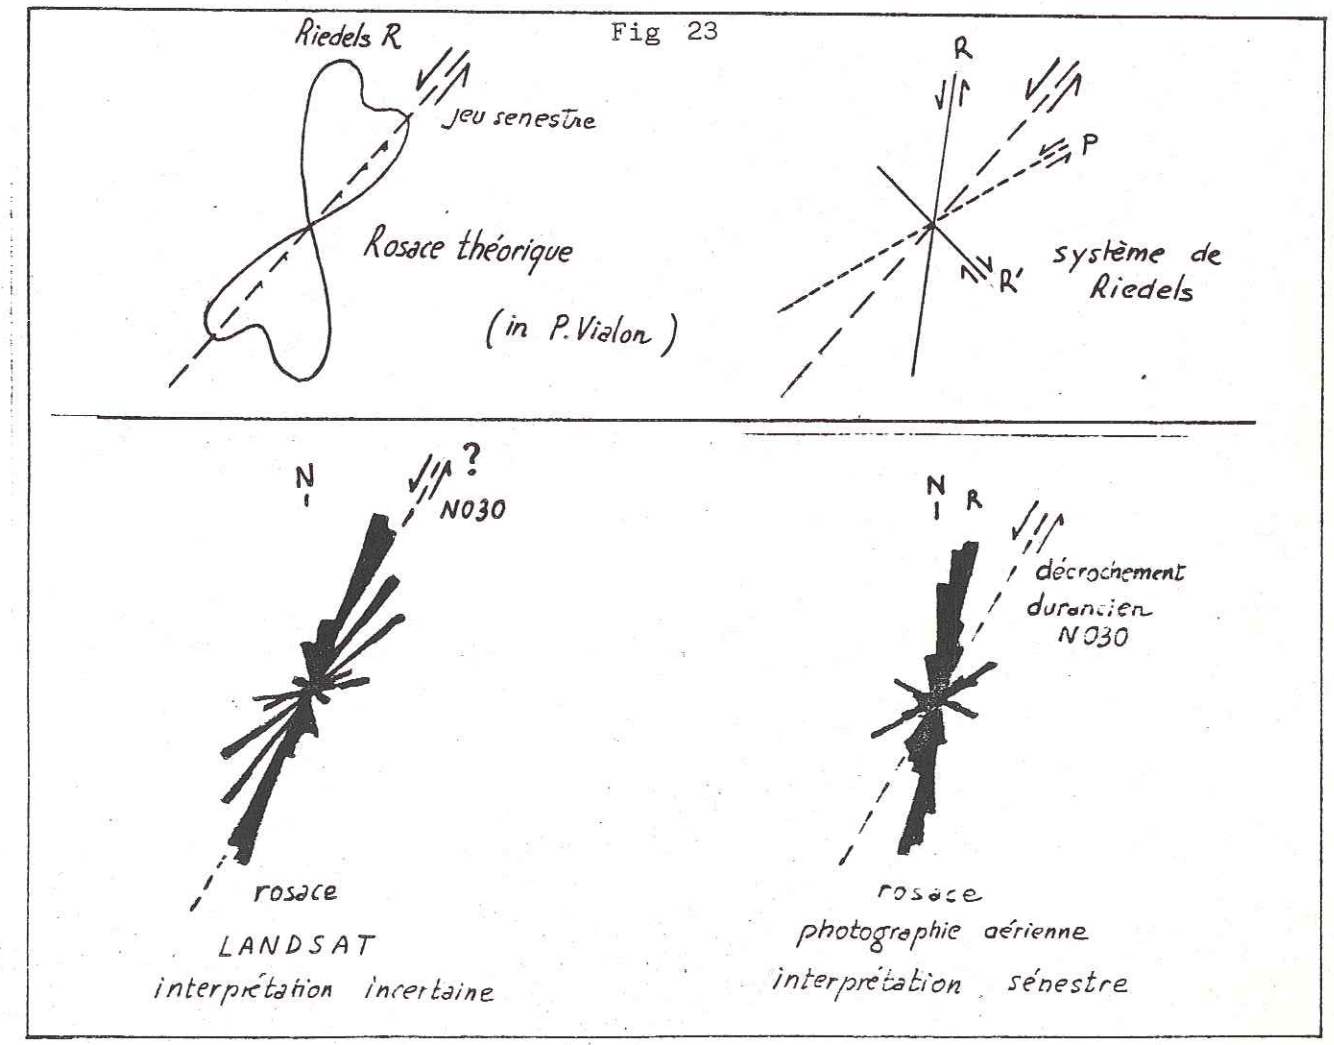 Fig 23
Riedels R
jeu senestre
Rosace théorique
(in P. Vialon)
R
P
R'
système de
Riedels
N
?
N030
rosace
LANDSAT
interprétation incertaine
N R
décrochement
durancien
N030
rosace
photographie aérienne
interprétation sénestre